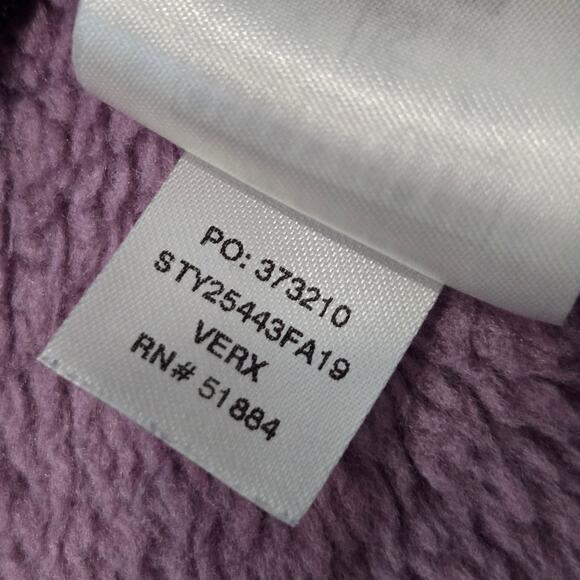 PO: 373210
STY25443FA19
VERX
RN# 51884